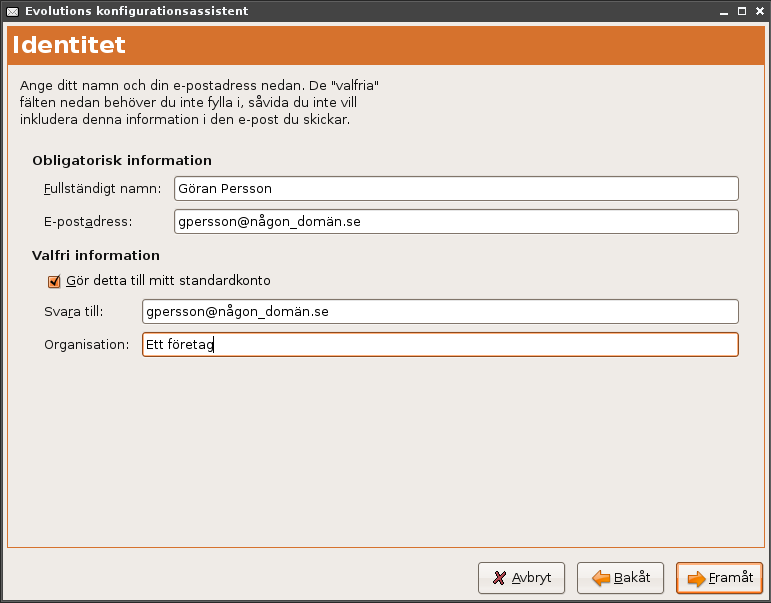 Evolutions konfigurationsassistent
Identitet
Ange ditt namn och din e-postadress nedan. De "valfria"
fälten nedan behöver du inte fylla i, såvida du inte vill
inkludera denna information i den e-post du skickar.
Obligatorisk information
Fullständigt namn: Göran Persson
E-postadress: gpersson@någon_domän.se
Valfri information
Gör detta till mitt standardkonto
Svara till: gpersson@någon_domän.se
Organisation: Ett företag
Avbryt Bakåt Framåt